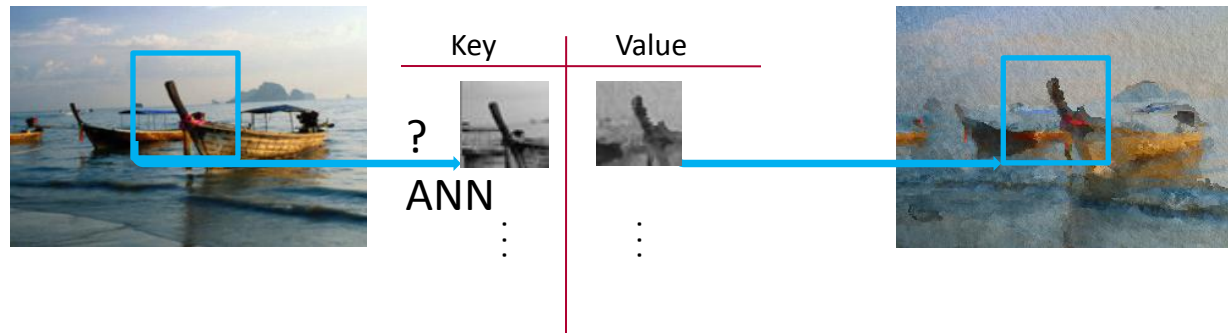 Key Value
?
ANN
⋮ ⋮